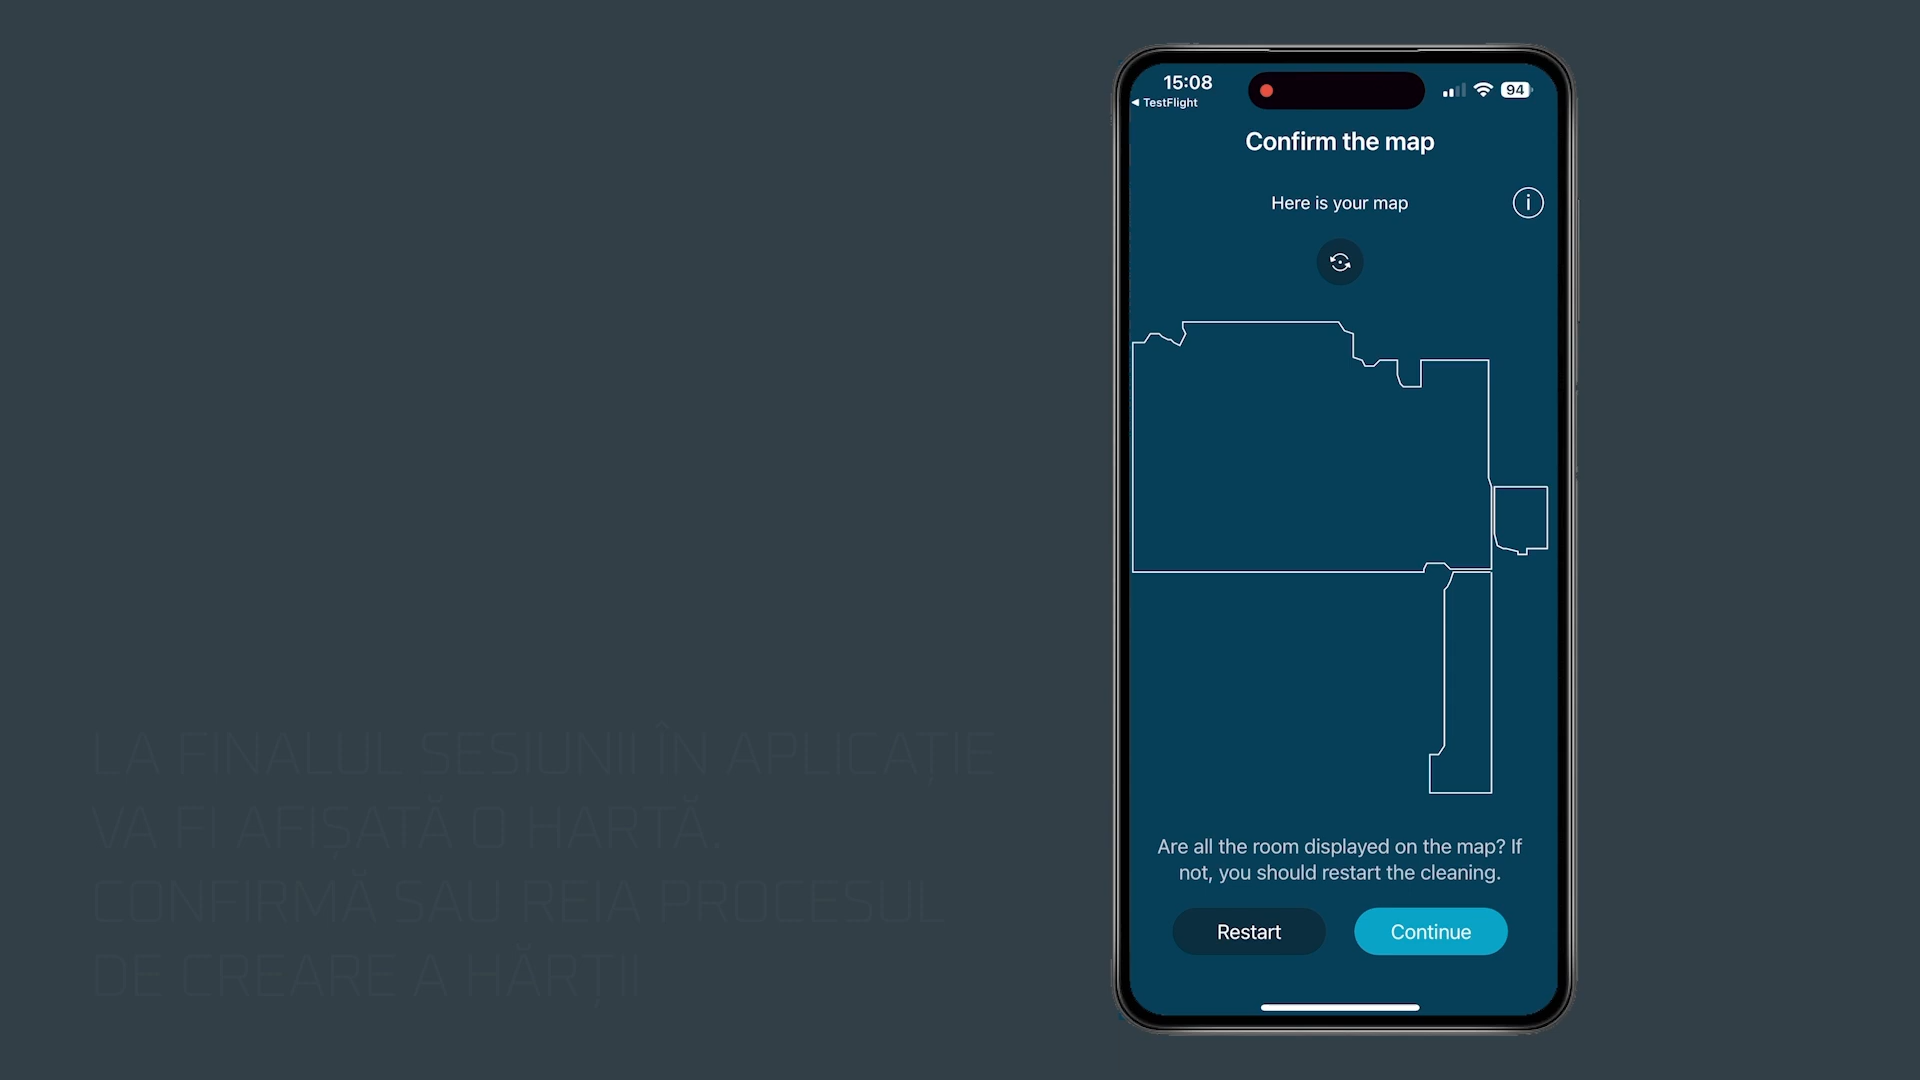 LA FINALUL SESIUNII ÎN APLICAȚIE
VA FI AFIȘATĂ O HARTĂ.
CONFIRMĂ SAU REIA PROCESUL
DE CREARE A HĂRȚII
15:08
94
◀ TestFlight
Confirm the map
Here is your map
i
Are all the room displayed on the map? If
not, you should restart the cleaning.
Restart
Continue